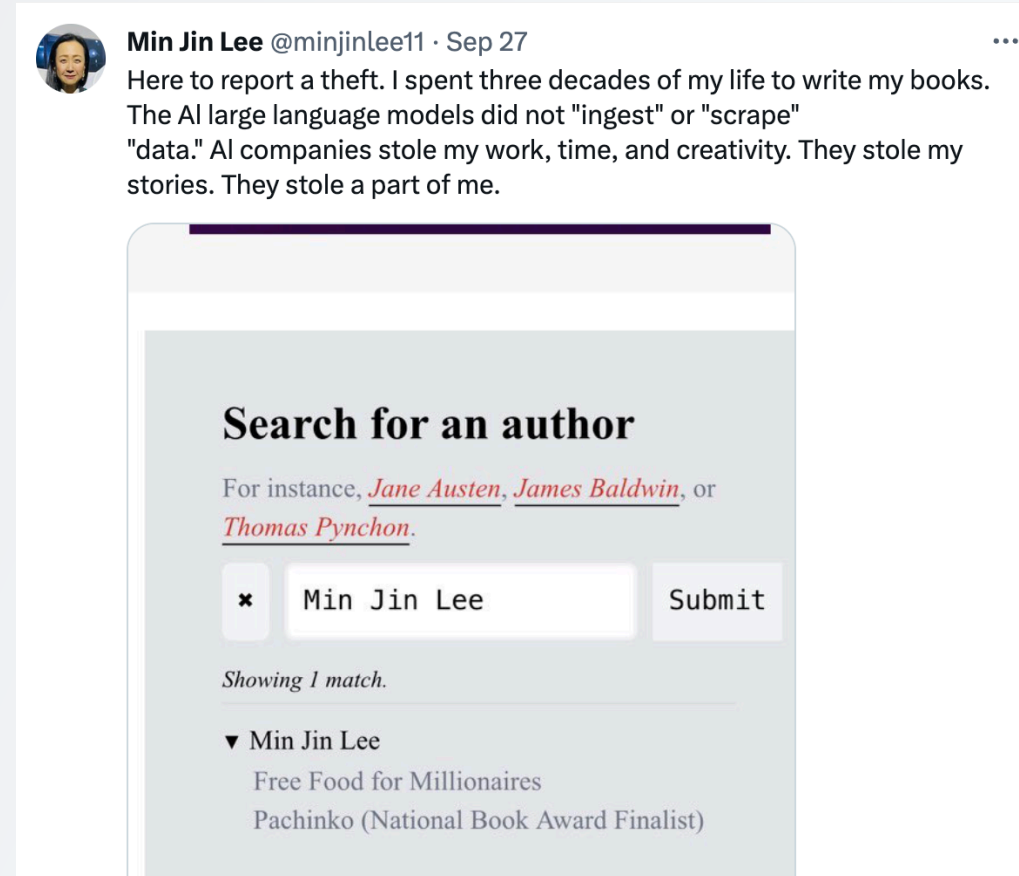 Min Jin Lee @minjinlee11 · Sep 27
Here to report a theft. I spent three decades of my life to write my books.
The AI large language models did not "ingest" or "scrape"
"data." AI companies stole my work, time, and creativity. They stole my
stories. They stole a part of me.
Search for an author
For instance, Jane Austen, James Baldwin, or
Thomas Pynchon.
✖ Min Jin Lee Submit
Showing 1 match.
▼ Min Jin Lee
Free Food for Millionaires
Pachinko (National Book Award Finalist)